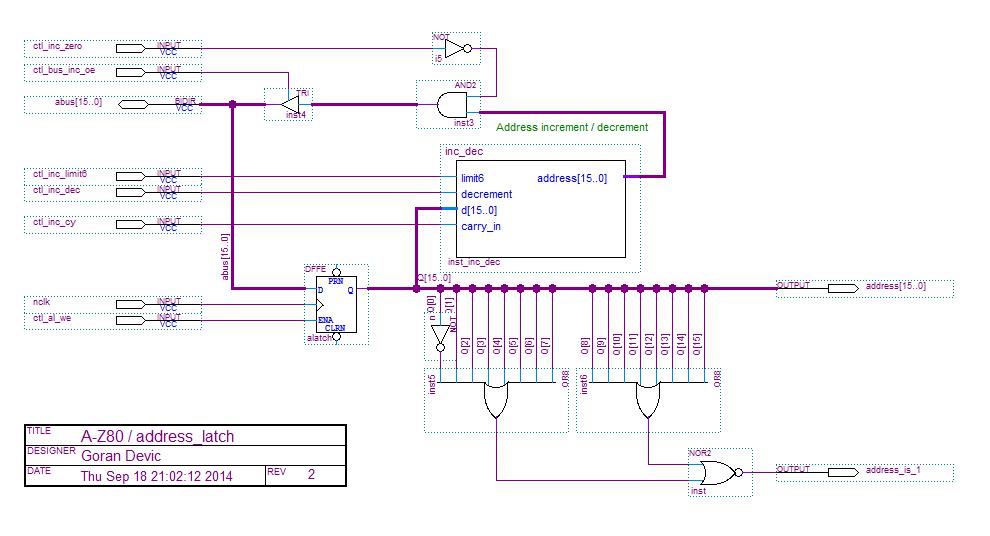 ctl_inc_zero INPUT VCC NOT i5
ctl_bus_inc_oe INPUT VCC
abus[15..0] BIDIR VCC TRI inst4 AND2 inst3
Address increment / decrement
inc_dec
ctl_inc_limit6 INPUT VCC limit6 address[15..0]
ctl_inc_dec INPUT VCC decrement
d[15..0]
ctl_inc_cy INPUT VCC carry_in
inst_inc_dec
abus[15..0]
DFFE PRN D Q Q[15..0] OUTPUT address[15..0]
nclk INPUT VCC
ctl_al_we INPUT VCC ENA CLRN alatch
Q[0] NOT Q[2] Q[3] Q[4] Q[5] Q[6] Q[7] Q[8] Q[9] Q[10] Q[11] Q[12] Q[13] Q[14] Q[15]
inst5 OR8 inst6 OR8
NOR2 inst OUTPUT address_is_1
TITLE A-Z80 / address_latch
DESIGNER Goran Devic
DATE Thu Sep 18 21:02:12 2014 REV 2